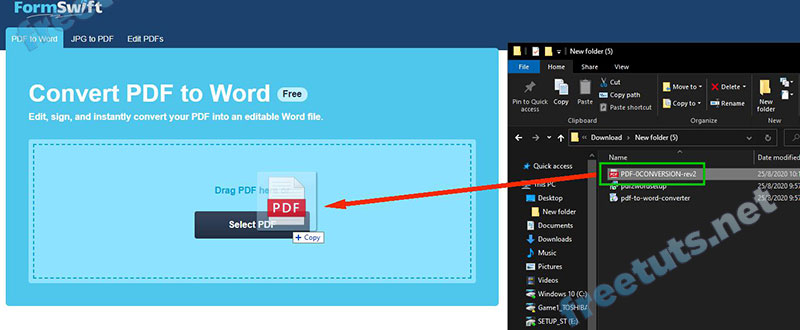 FormSwift
PDF to Word
JPG to PDF
Edit PDFs
Convert PDF to Word
Free
Edit, sign, and instantly convert your PDF into an editable Word file.
Drag PDF here or
PDF
Select PDF
+ Copy
New folder (5)
File
Home
Share
View
Pin to Quick
access
Copy
Paste
Cut
Copy path
Paste shortcut
Clipboard
Move to
Copy to
Delete
Rename
Organize
New
folder
New
Download
New folder (5)
Name
Date modified
Quick access
This PC
Desktop
New folder
Documents
Downloads
Music
Pictures
Videos
Windows 10 (C:)
Game1_TOSHIBA
SETUP_ST (E:)
PDF-0CONVERSION-rev2
25/8/2020 10:1
pdf2wordsetup
25/8/2020 9:57
pdf-to-word-converter
25/8/2020 9:57
freetuts.net